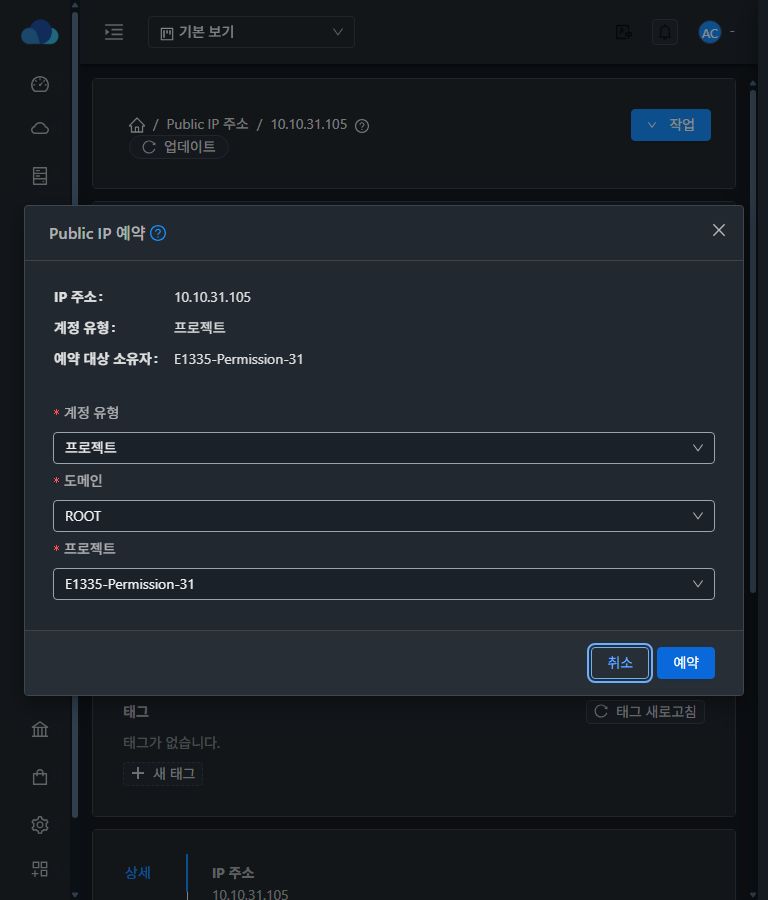 기본 보기
AC
/ Public IP 주소 / 10.10.31.105
작업
업데이트
Public IP 예약
IP 주소: 10.10.31.105
계정 유형: 프로젝트
예약 대상 소유자: E1335-Permission-31
* 계정 유형
프로젝트
* 도메인
ROOT
* 프로젝트
E1335-Permission-31
취소 예약
태그 태그 새로고침
태그가 없습니다.
+ 새 태그
상세 IP 주소
10.10.31.105